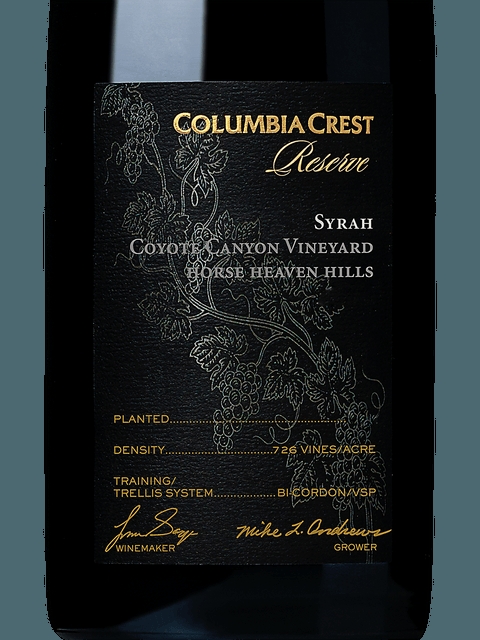 COLUMBIA CREST
Reserve
SYRAH
COYOTE CANYON VINEYARD
HORSE HEAVEN HILLS
PLANTED........................................
DENSITY..........................726 VINES/ACRE
TRAINING/
TRELLIS SYSTEM...............BI-CORDON/VSP
Mike L. Andrews
WINEMAKER GROWER